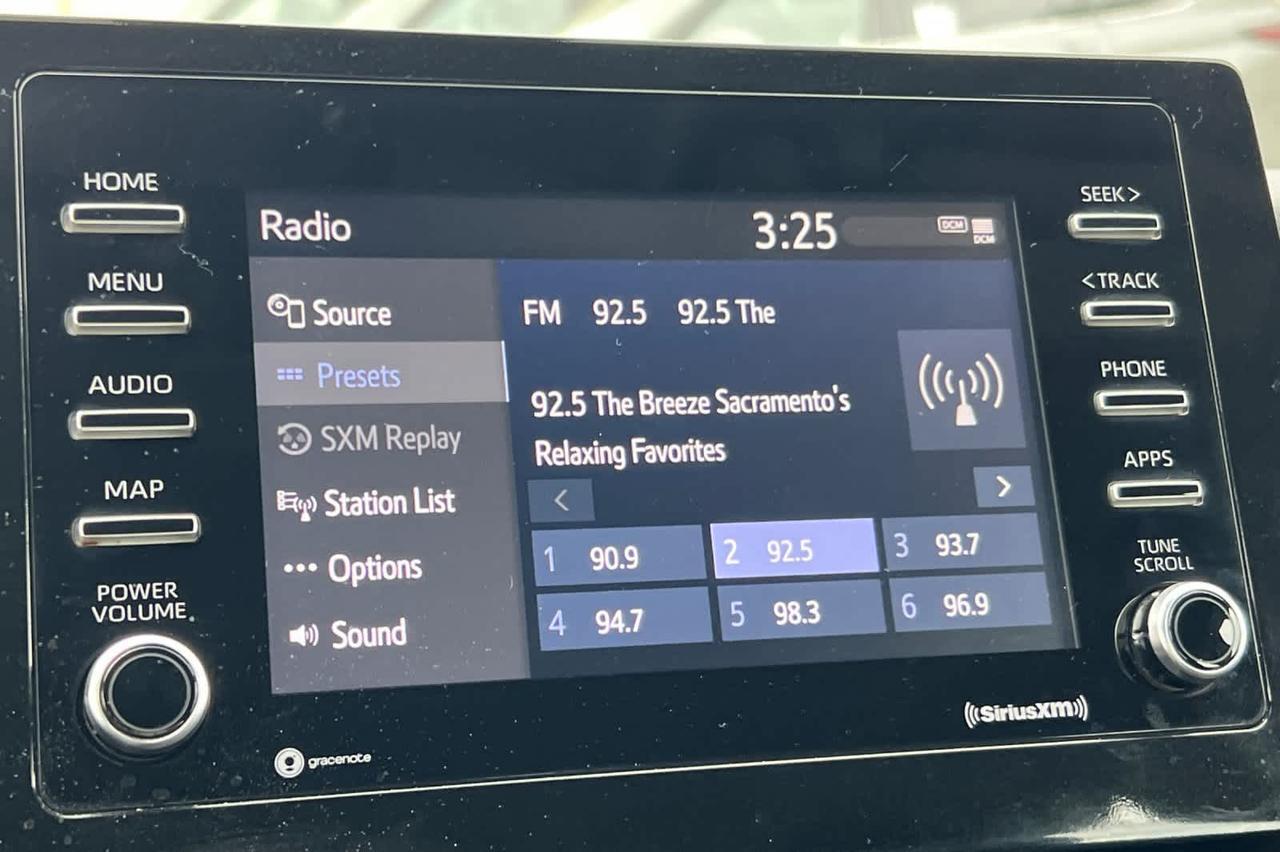 HOME
MENU
AUDIO
MAP
POWER
VOLUME
Radio
3:25
DCM
DCM
Source
Presets
SXM Replay
Station List
Options
Sound
FM 92.5 92.5 The
92.5 The Breeze Sacramento's
Relaxing Favorites
<
>
1 90.9
2 92.5
3 93.7
4 94.7
5 98.3
6 96.9
SEEK >
< TRACK
PHONE
APPS
TUNE
SCROLL
gracenote
((SiriusXM))